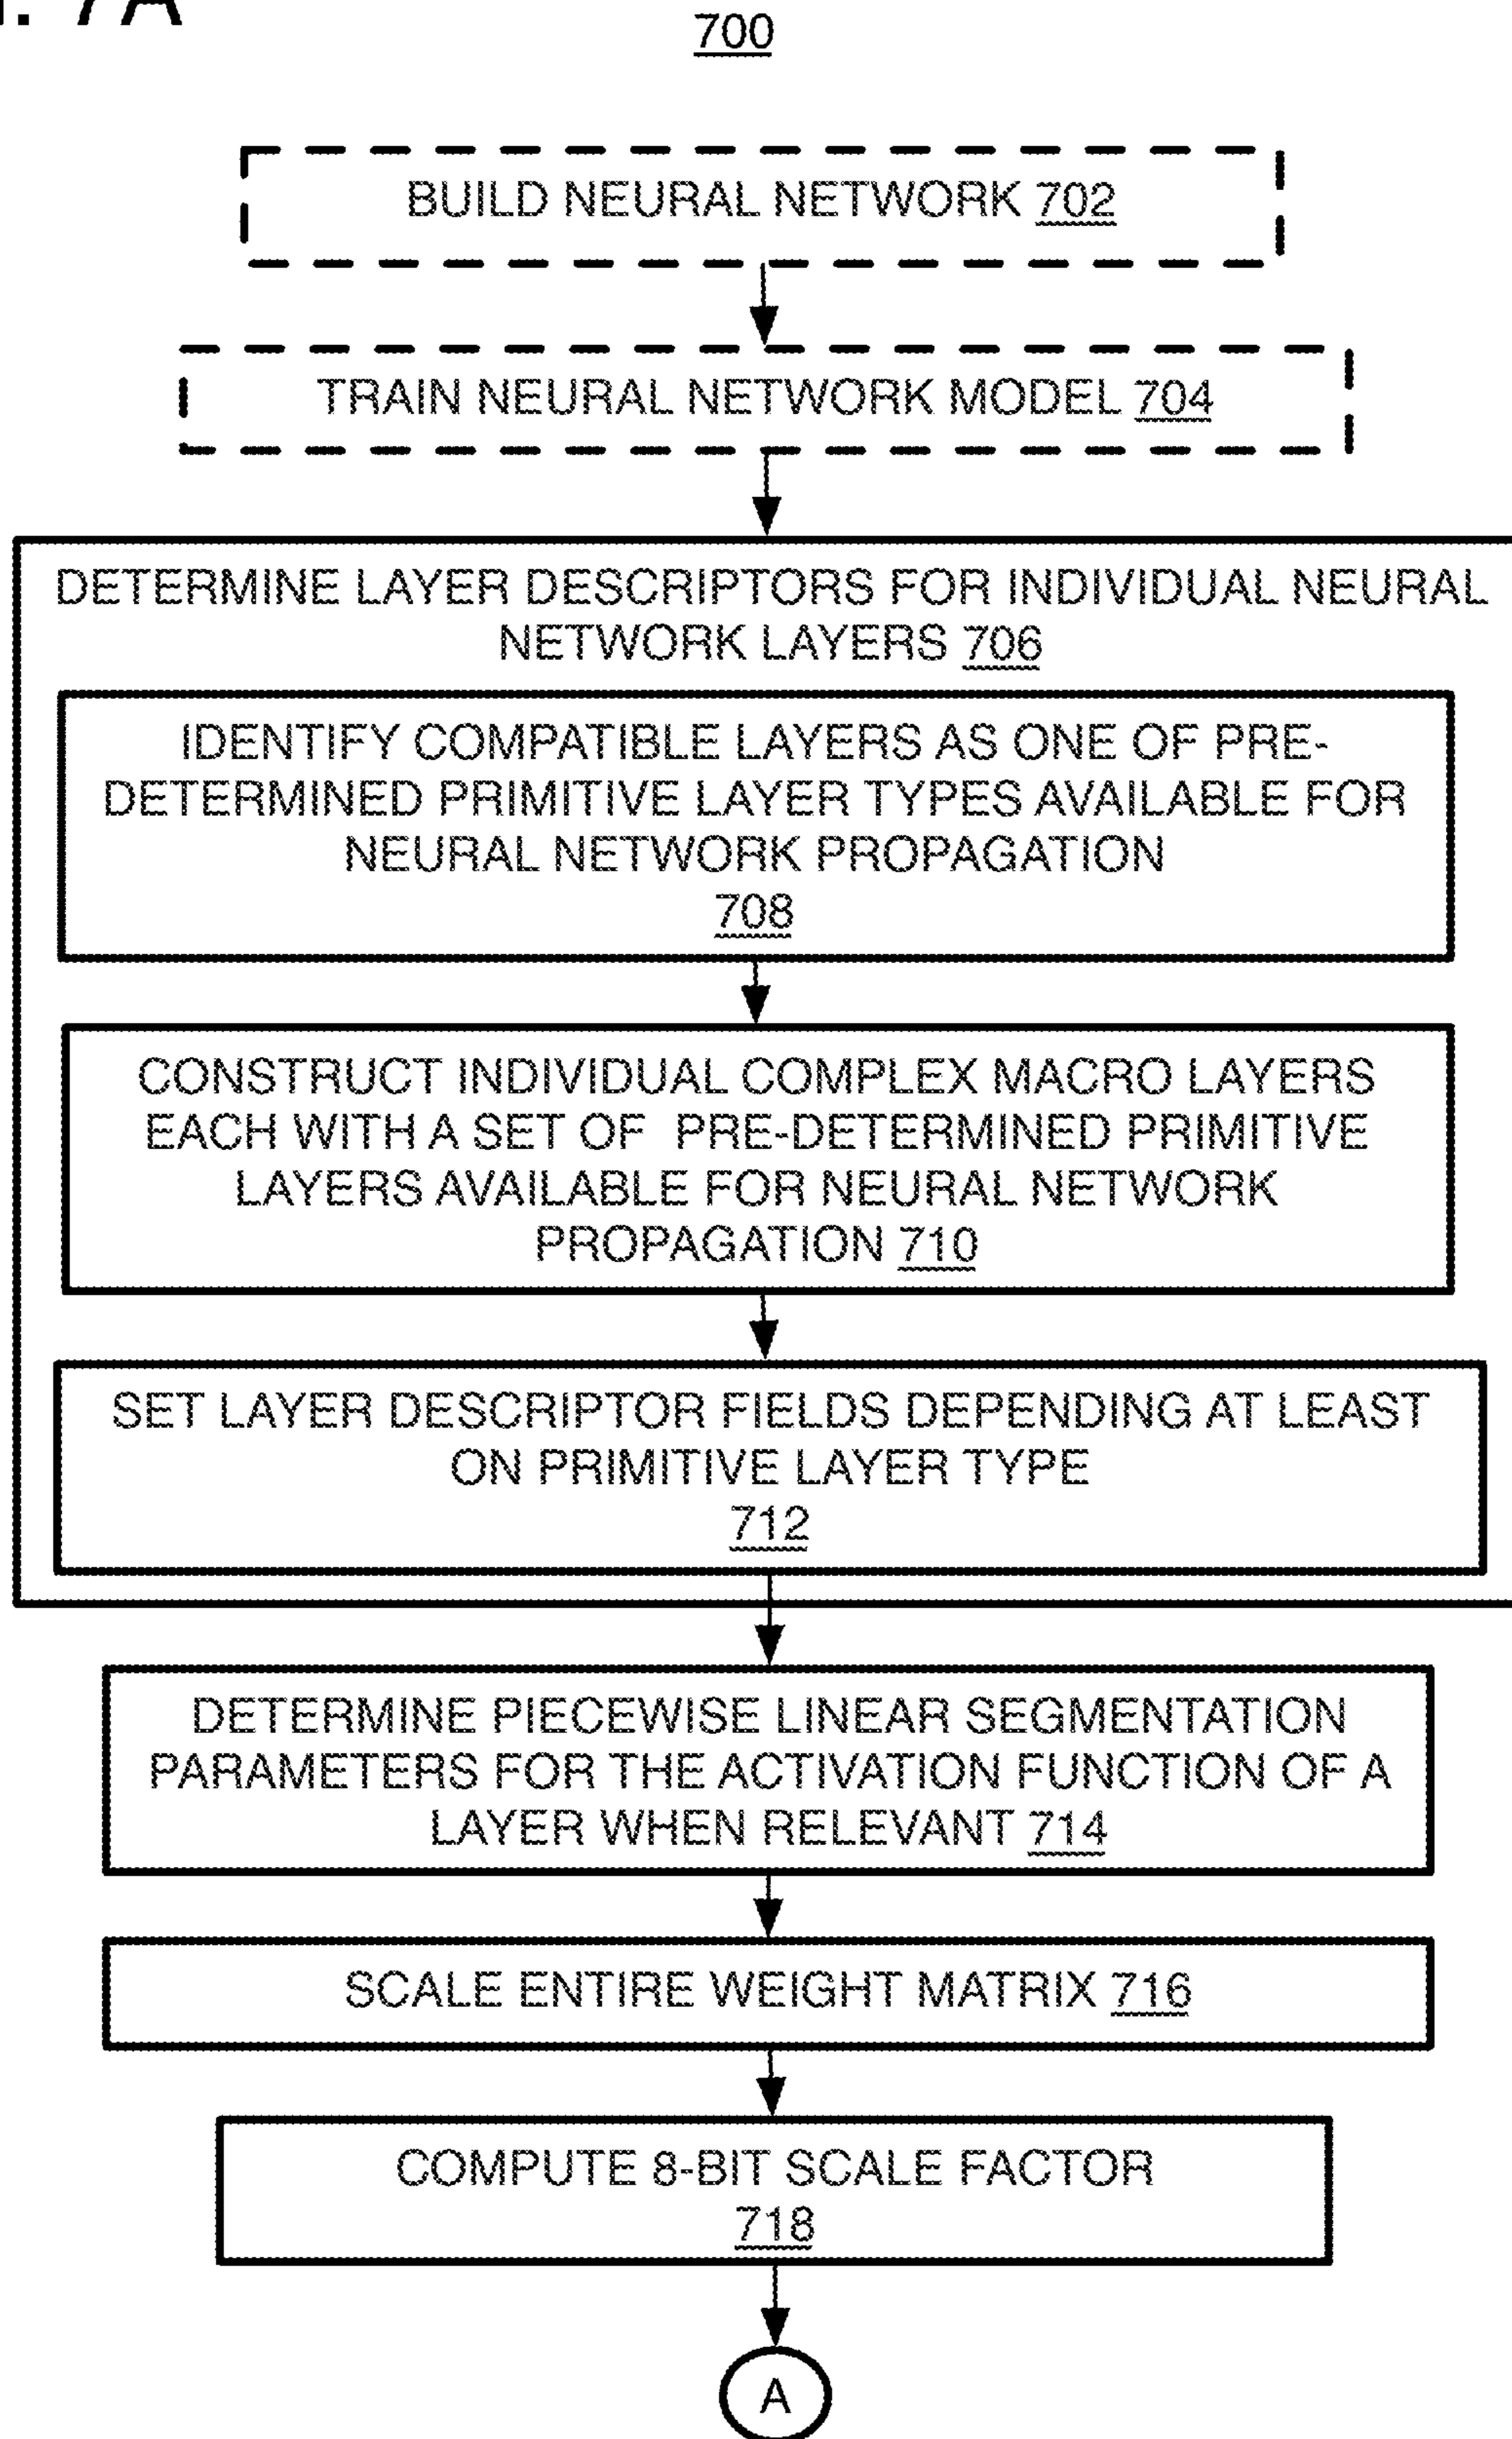 7A
700
BUILD NEURAL NETWORK 702
TRAIN NEURAL NETWORK MODEL 704
DETERMINE LAYER DESCRIPTORS FOR INDIVIDUAL NEURAL
NETWORK LAYERS 706
IDENTIFY COMPATIBLE LAYERS AS ONE OF PRE-
DETERMINED PRIMITIVE LAYER TYPES AVAILABLE FOR
NEURAL NETWORK PROPAGATION
708
CONSTRUCT INDIVIDUAL COMPLEX MACRO LAYERS
EACH WITH A SET OF PRE-DETERMINED PRIMITIVE
LAYERS AVAILABLE FOR NEURAL NETWORK
PROPAGATION 710
SET LAYER DESCRIPTOR FIELDS DEPENDING AT LEAST
ON PRIMITIVE LAYER TYPE
712
DETERMINE PIECEWISE LINEAR SEGMENTATION
PARAMETERS FOR THE ACTIVATION FUNCTION OF A
LAYER WHEN RELEVANT 714
SCALE ENTIRE WEIGHT MATRIX 716
COMPUTE 8-BIT SCALE FACTOR
718
A